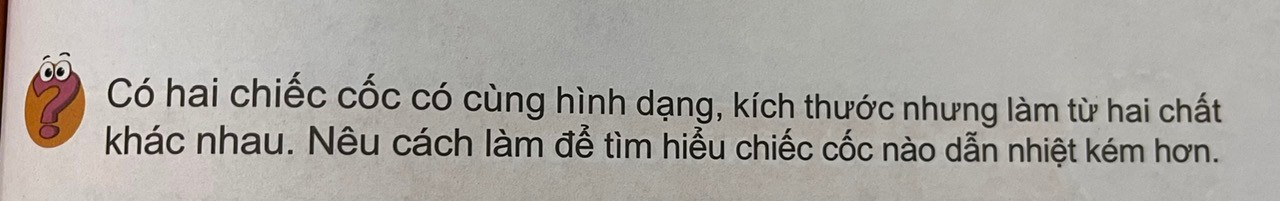 Có hai chiếc cốc có cùng hình dạng, kích thước nhưng làm từ hai chất
khác nhau. Nêu cách làm để tìm hiểu chiếc cốc nào dẫn nhiệt kém hơn.